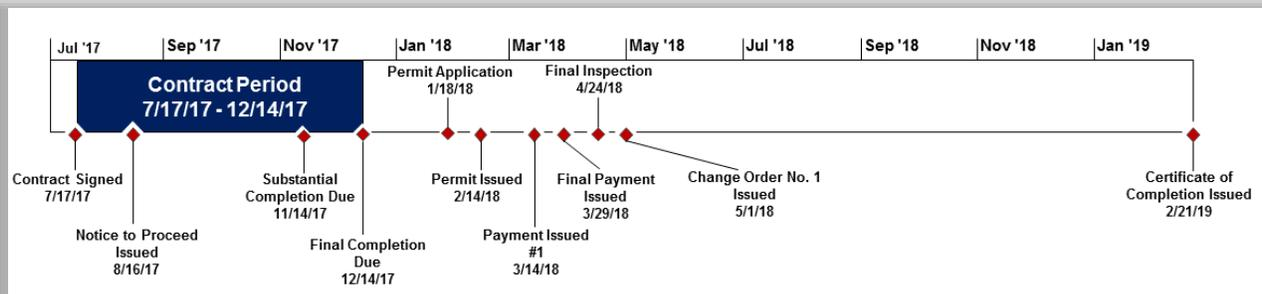 Jul '17
Sep '17
Nov '17
Jan '18
Mar '18
May '18
Jul '18
Sep '18
Nov '18
Jan '19
Contract Period
7/17/17 - 12/14/17
Permit Application
1/18/18
Final Inspection
4/24/18
Contract Signed
7/17/17
Notice to Proceed
Issued
8/16/17
Substantial
Completion Due
11/14/17
Final Completion
Due
12/14/17
Permit Issued
2/14/18
Payment Issued
#1
3/14/18
Final Payment
Issued
3/29/18
Change Order No. 1
Issued
5/1/18
Certificate of
Completion Issued
2/21/19